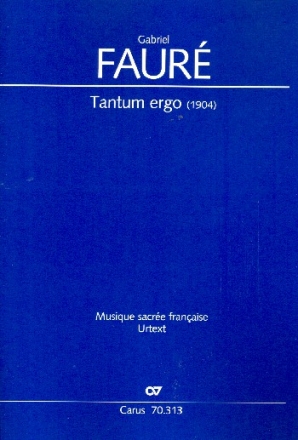 Gabriel
FAURÉ
Tantum ergo (1904)
Musique sacrée française
Urtext
Carus 70.313